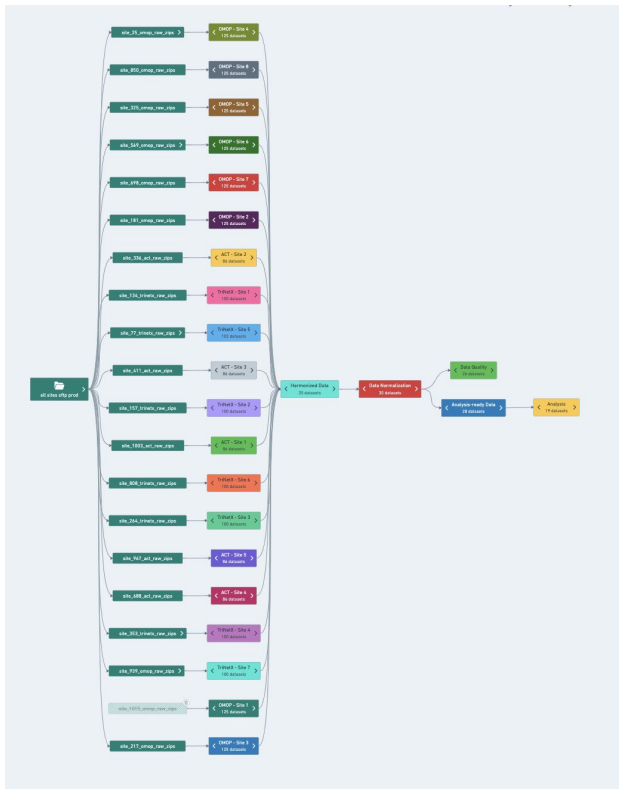 site_25_omop_raw_zips
OMOP - Site 4
125 datasets
site_850_omop_raw_zips
OMOP - Site 8
125 datasets
site_325_omop_raw_zips
OMOP - Site 5
125 datasets
site_569_omop_raw_zips
OMOP - Site 6
125 datasets
site_698_omop_raw_zips
OMOP - Site 7
125 datasets
site_181_omop_raw_zips
OMOP - Site 2
125 datasets
site_336_act_raw_zips
ACT - Site 2
86 datasets
site_134_trinetx_raw_zips
TriNetX - Site 1
100 datasets
site_77_trinetx_raw_zips
TriNetX - Site 5
102 datasets
site_411_act_raw_zips
ACT - Site 3
86 datasets
all sites sftp prod
Harmonized Data
35 datasets
Data Normalization
30 datasets
Data Quality
26 datasets
Analysis-ready Data
38 datasets
Analysis
19 datasets
site_157_trinetx_raw_zips
TriNetX - Site 2
100 datasets
site_1003_act_raw_zips
ACT - Site 1
86 datasets
site_808_trinetx_raw_zips
TriNetX - Site 6
100 datasets
site_264_trinetx_raw_zips
TriNetX - Site 3
100 datasets
site_967_act_raw_zips
ACT - Site 5
86 datasets
site_688_act_raw_zips
ACT - Site 4
86 datasets
site_353_trinetx_raw_zips
TriNetX - Site 4
100 datasets
site_939_omop_raw_zips
TriNetX - Site 7
100 datasets
OMOP - Site 1
125 datasets
site_217_omop_raw_zips
OMOP - Site 3
125 datasets